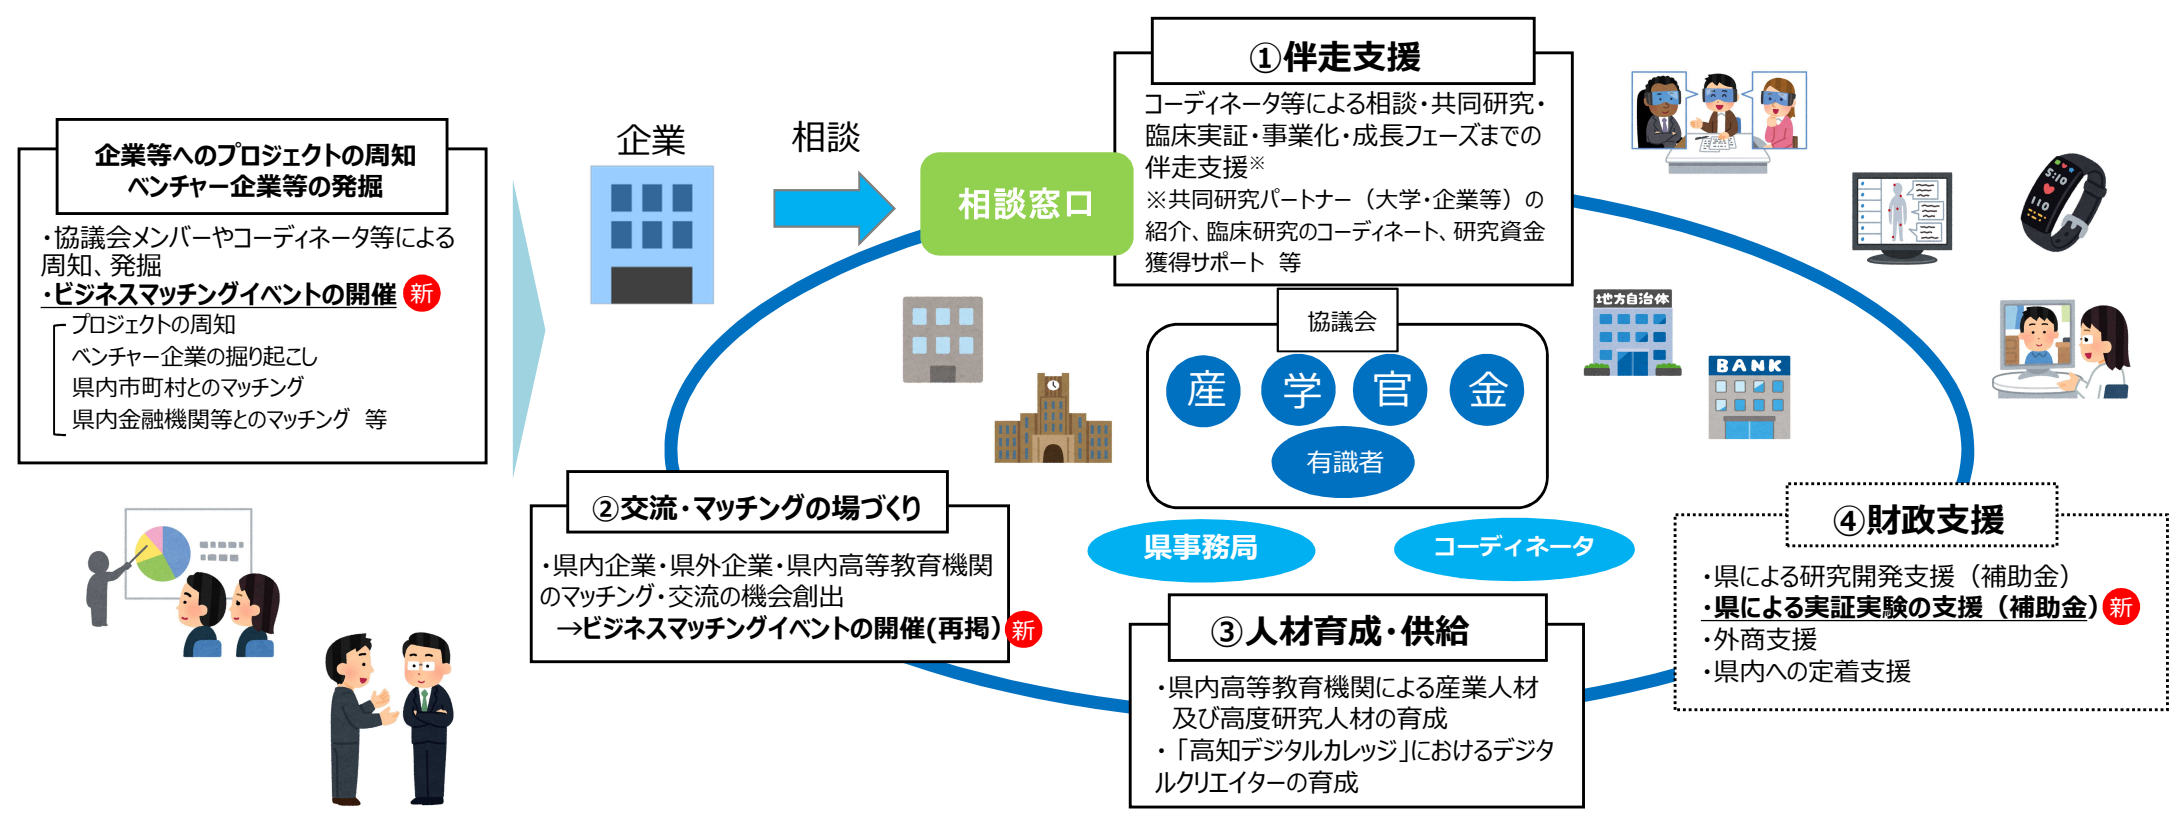 企業等へのプロジェクトの周知
ベンチャー企業等の発掘
・協議会メンバーやコーディネータ等による
周知、発掘
・ビジネスマッチングイベントの開催 新
プロジェクトの周知
ベンチャー企業の掘り起こし
県内市町村とのマッチング
県内金融機関等とのマッチング 等
企業
相談
相談窓口
①伴走支援
コーディネータ等による相談・共同研究・
臨床実証・事業化・成長フェーズまでの
伴走支援※
※共同研究パートナー（大学・企業等）の
紹介、臨床研究のコーディネート、研究資金
獲得サポート 等
5:10
110
地方自治体
BANK
協議会
産 学 官 金
有識者
県事務局
コーディネータ
②交流・マッチングの場づくり
・県内企業・県外企業・県内高等教育機関
のマッチング・交流の機会創出
→ビジネスマッチングイベントの開催(再掲） 新
③人材育成・供給
・県内高等教育機関による産業人材
及び高度研究人材の育成
・「高知デジタルカレッジ」におけるデジタ
ルクリエイターの育成
④財政支援
・県による研究開発支援（補助金）
・県による実証実験の支援（補助金） 新
・外商支援
・県内への定着支援